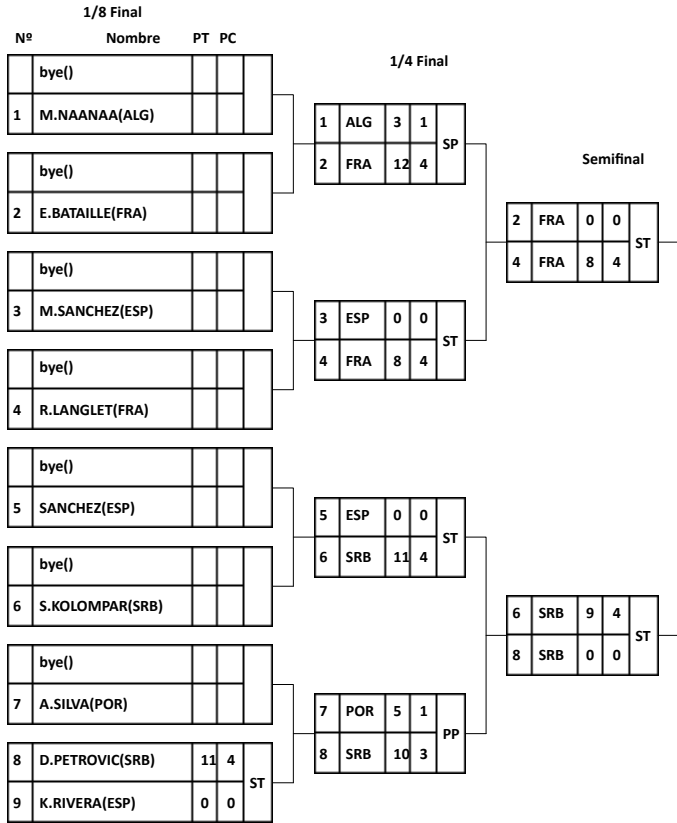 1/8 Final
Nº Nombre PT PC
bye()
1 M.NAANAA(ALG)
bye()
2 E.BATAILLE(FRA)
bye()
3 M.SANCHEZ(ESP)
bye()
4 R.LANGLET(FRA)
bye()
5 SANCHEZ(ESP)
bye()
6 S.KOLOMPAR(SRB)
bye()
7 A.SILVA(POR)
8 D.PETROVIC(SRB) 11 4
ST
9 K.RIVERA(ESP) 0 0
1/4 Final
1 ALG 3 1
SP
2 FRA 12 4
3 ESP 0 0
ST
4 FRA 8 4
5 ESP 0 0
ST
6 SRB 11 4
7 POR 5 1
PP
8 SRB 10 3
Semifinal
2 FRA 0 0
ST
4 FRA 8 4
6 SRB 9 4
ST
8 SRB 0 0